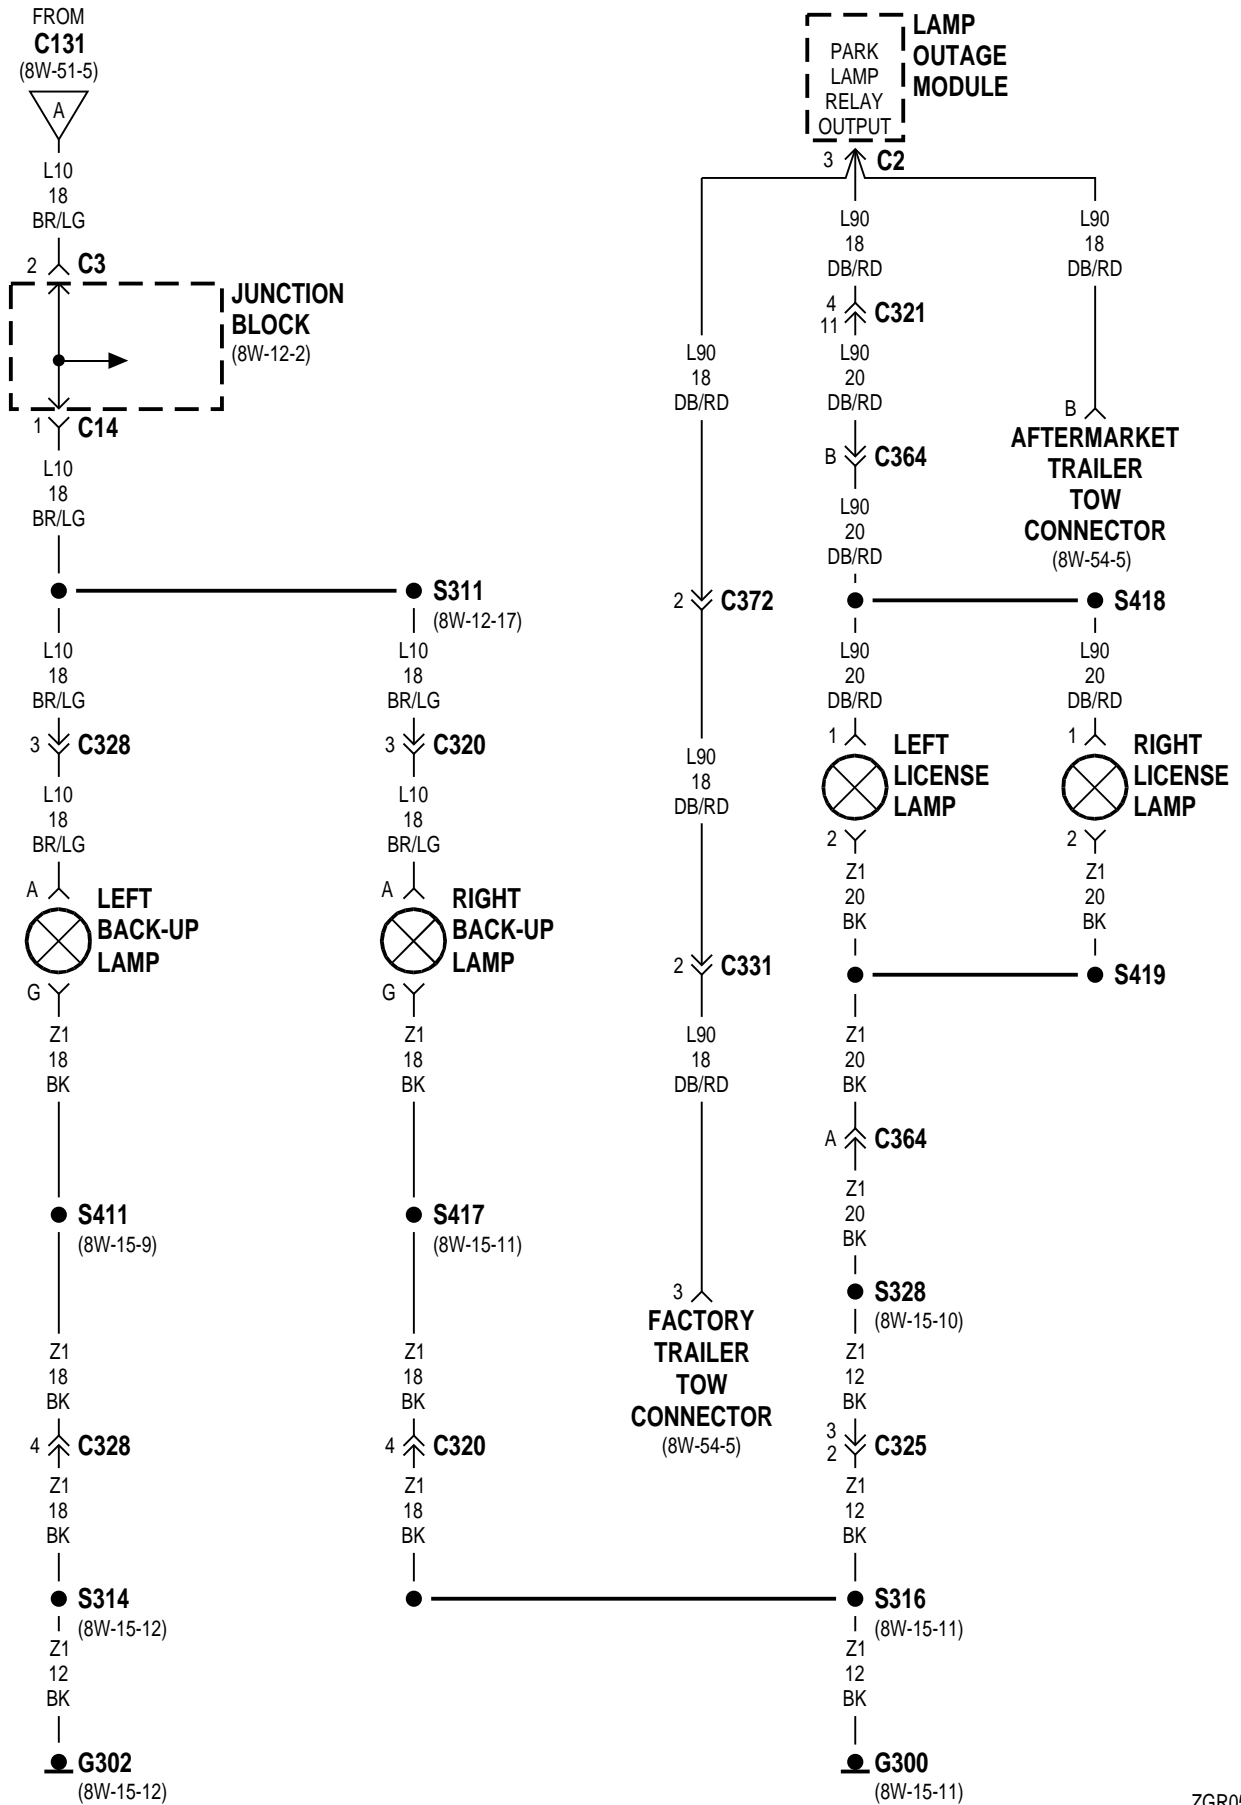 FROM
C131
(8W-51-5)
A
L10
18
BR/LG
2
C3
JUNCTION
BLOCK
(8W-12-2)
1
C14
L10
18
BR/LG
S311
(8W-12-17)
L10
18
BR/LG
3
C328
L10
18
BR/LG
A
LEFT
BACK-UP
LAMP
G
Z1
18
BK
S411
(8W-15-9)
Z1
18
BK
4
C328
Z1
18
BK
S314
(8W-15-12)
Z1
12
BK
G302
(8W-15-12)
L10
18
BR/LG
3
C320
L10
18
BR/LG
A
RIGHT
BACK-UP
LAMP
G
Z1
18
BK
S417
(8W-15-11)
Z1
18
BK
4
C320
Z1
18
BK
PARK
LAMP
RELAY
OUTPUT
LAMP
OUTAGE
MODULE
3
C2
L90
18
DB/RD
2
C372
L90
18
DB/RD
2
C331
L90
18
DB/RD
3
FACTORY
TRAILER
TOW
CONNECTOR
(8W-54-5)
L90
18
DB/RD
4
11
C321
L90
20
DB/RD
B
C364
L90
20
DB/RD
S418
L90
20
DB/RD
1
LEFT
LICENSE
LAMP
2
Z1
20
BK
S419
Z1
20
BK
A
C364
Z1
20
BK
S328
(8W-15-10)
Z1
12
BK
3
2
C325
Z1
12
BK
S316
(8W-15-11)
Z1
12
BK
G300
(8W-15-11)
L90
18
DB/RD
B
AFTERMARKET
TRAILER
TOW
CONNECTOR
(8W-54-5)
L90
20
DB/RD
1
RIGHT
LICENSE
LAMP
2
Z1
20
BK